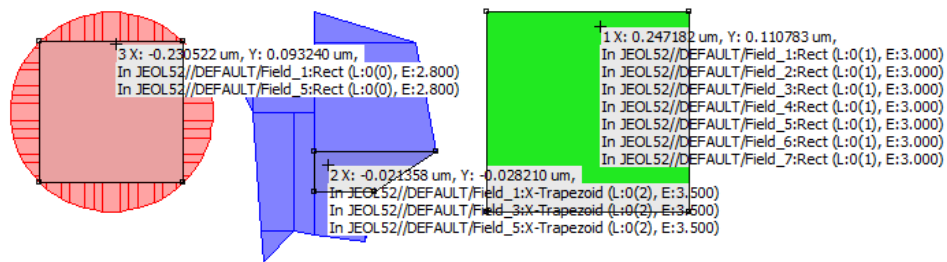 3 X: -0.230522 um, Y: 0.093240 um,
In JEOL52//DEFAULT/Field_1:Rect (L:0(0), E:2.800)
In JEOL52//DEFAULT/Field_5:Rect (L:0(0), E:2.800)
1 X: 0.247182 um, Y: 0.110783 um,
In JEOL52//DEFAULT/Field_1:Rect (L:0(1), E:3.000)
In JEOL52//DEFAULT/Field_2:Rect (L:0(1), E:3.000)
In JEOL52//DEFAULT/Field_3:Rect (L:0(1), E:3.000)
In JEOL52//DEFAULT/Field_4:Rect (L:0(1), E:3.000)
In JEOL52//DEFAULT/Field_5:Rect (L:0(1), E:3.000)
In JEOL52//DEFAULT/Field_6:Rect (L:0(1), E:3.000)
In JEOL52//DEFAULT/Field_7:Rect (L:0(1), E:3.000)
2 X: -0.021358 um, Y: -0.028210 um,
In JEOL52//DEFAULT/Field_1:X-Trapezoid (L:0(2), E:3.500)
In JEOL52//DEFAULT/Field_3:X-Trapezoid (L:0(2), E:3.500)
In JEOL52//DEFAULT/Field_5:X-Trapezoid (L:0(2), E:3.500)